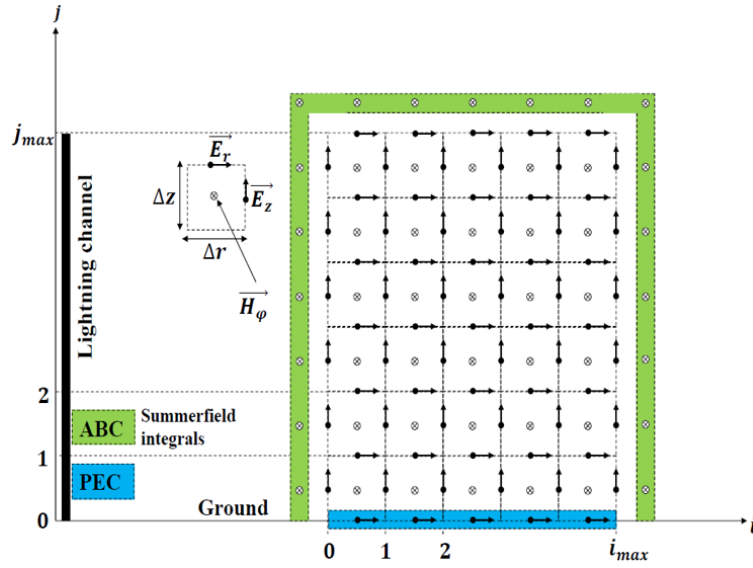 j
j_max
E_r
E_z
Δz
Δr
H_φ
Lightning channel
2
ABC
Summerfield
integrals
1
PEC
Ground
0
i
0
1
2
i_max